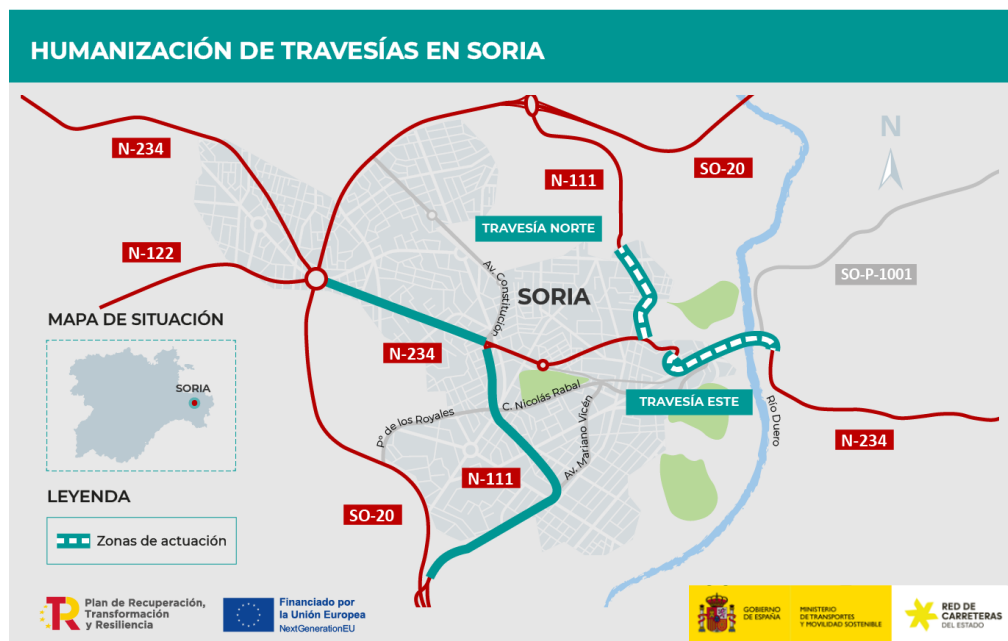 HUMANIZACIÓN DE TRAVESÍAS EN SORIA
N-234
N-111
SO-20
N
N-122
TRAVESÍA NORTE
SO-P-1001
Av. Constitución
SORIA
MAPA DE SITUACIÓN
N-234
SORIA
C. Nicolás Rabal
TRAVESÍA ESTE
Pº de los Royales
Av. Mariano Vicén
Río Duero
N-234
N-111
LEYENDA
SO-20
Zonas de actuación
Plan de Recuperación,
Transformación
y Resiliencia
Financiado por
la Unión Europea
NextGenerationEU
GOBIERNO
DE ESPAÑA
MINISTERIO
DE TRANSPORTES
Y MOVILIDAD SOSTENIBLE
RED DE
CARRETERAS
DEL ESTADO